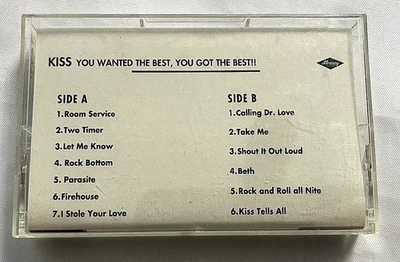 KISS YOU WANTED THE BEST, YOU GOT THE BEST!!
Mercury
SIDE A
1.Room Service
2.Two Timer
3.Let Me Know
4. Rock Bottom
5. Parasite
6.Firehouse
7.I Stole Your Love
SIDE B
1.Calling Dr. Love
2.Take Me
3.Shout It Out Loud
4.Beth
5.Rock and Roll all Nite
6.Kiss Tells All